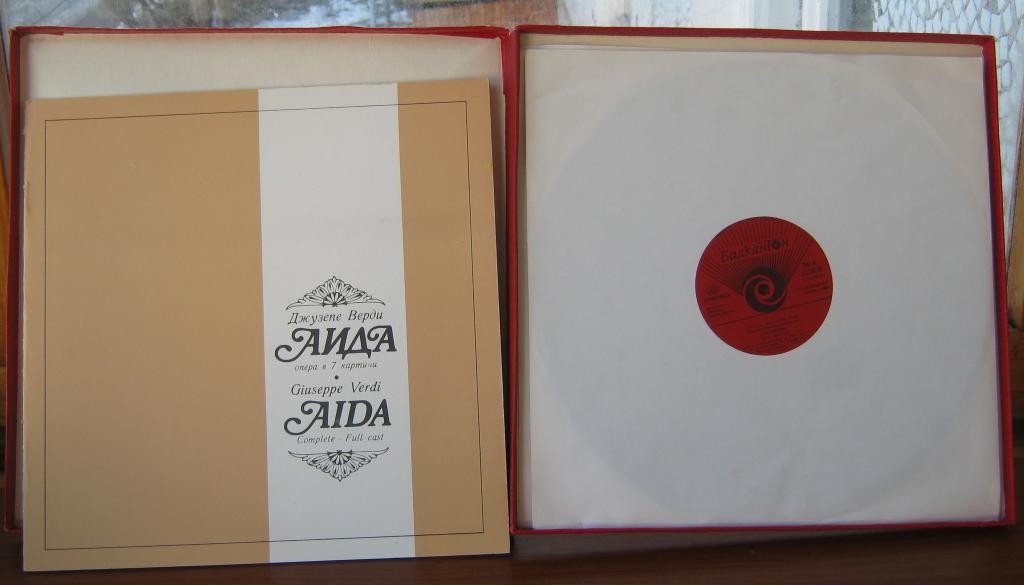 Джузепе Верди
АИДА
опера в 7 картини
Giuseppe Verdi
AIDA
Complete - Full cast
Балкантон